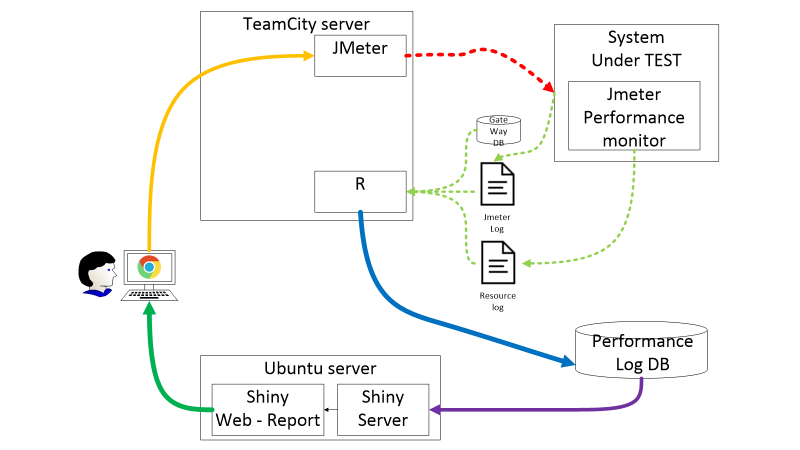 TeamCity server
JMeter
System
Under TEST
Jmeter
Performance
monitor
Gate
Way
DB
R
Jmeter
Log
Resource
log
Performance
Log DB
Ubuntu server
Shiny
Web - Report
Shiny
Server